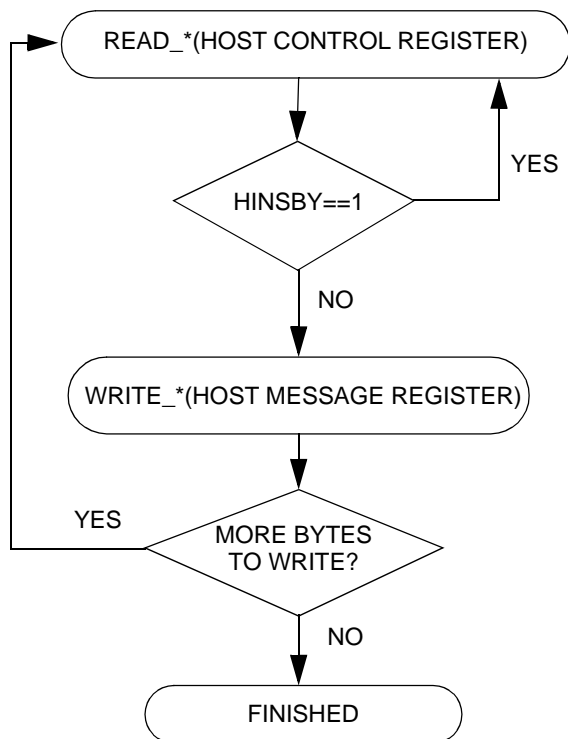 READ_*(HOST CONTROL REGISTER)
YES
HINSBY==1
NO
WRITE_*(HOST MESSAGE REGISTER)
YES
MORE BYTES
TO WRITE?
NO
FINISHED